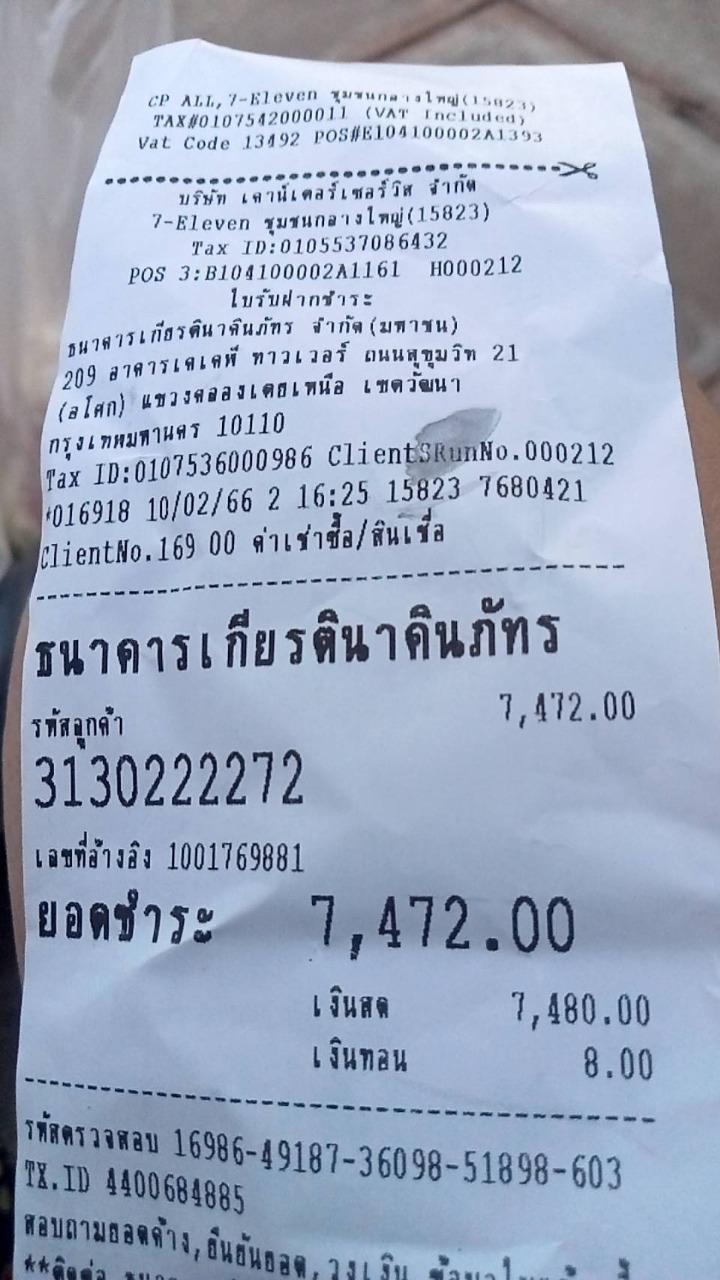 CP ALL,7-Eleven ชุมชนกลางใหญ่(15823)
TAX#0107542000011 (VAT Included)
Vat Code 13492 POS#E104100002A1393
บริษัท เคาน์เตอร์เซอร์วิส จำกัด
7-Eleven ชุมชนกลางใหญ่(15823)
Tax ID:0105537086432
POS 3:B104100002A1161 H000212
ใบรับฝากชำระ
ธนาคารเกียรตินาคินภัทร จำกัด(มหาชน)
209 อาคารเคเคพี ทาวเวอร์ ถนนสุขุมวิท 21
(อโศก) แขวงคลองเตยเหนือ เขตวัฒนา
กรุงเทพมหานคร 10110
Tax ID:0107536000986 ClientSRunNo.000212
*016918 10/02/66 2 16:25 15823 7680421
ClientNo.169 00 ค่าเช่าซื้อ/สินเชื่อ
ธนาคารเกียรตินาคินภัทร
7,472.00
รหัสลูกค้า
3130222272
เลขที่อ้างอิง 1001769881
ยอดชำระ 7,472.00
เงินสด 7,480.00
เงินทอน 8.00
รหัสตรวจสอบ 16986-49187-36098-51898-603
TX.ID 4400684885
สอบถามยอดค้าง,ยืนยันยอด,วงเงิน
**ติดต่อ